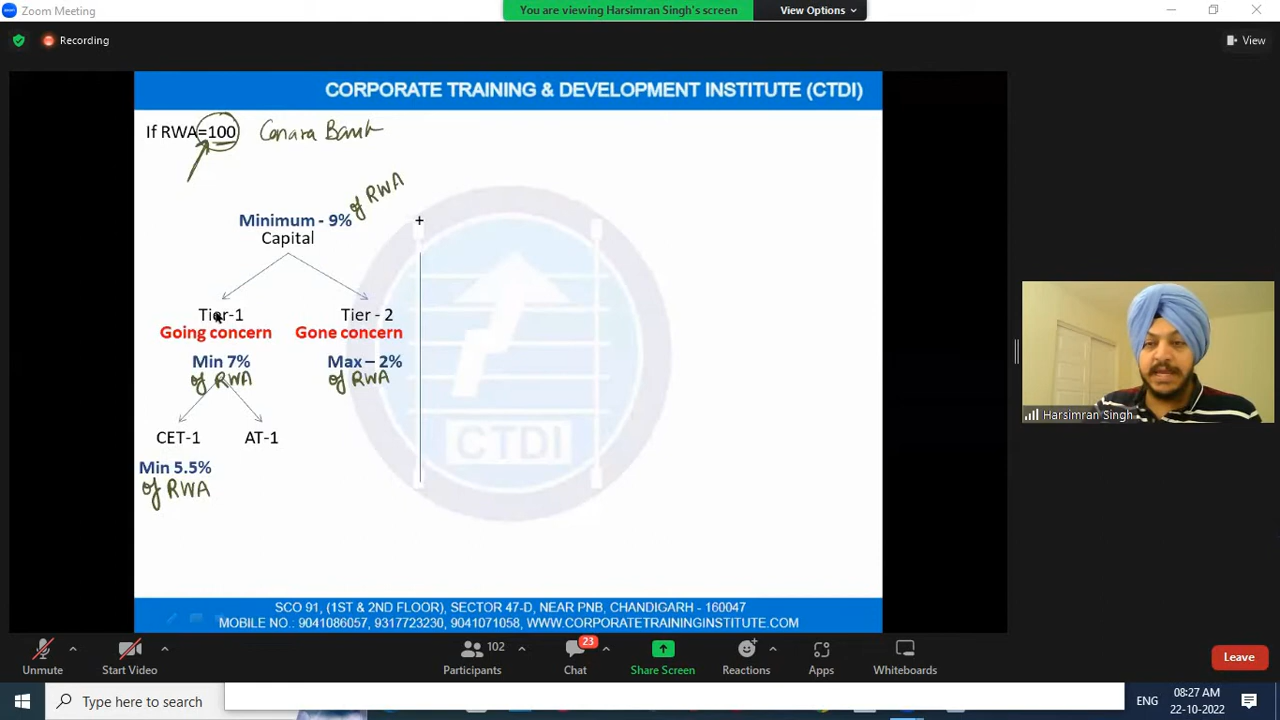 Zoom Meeting
You are viewing Harsimran Singh's screen
View Options
Recording
View
CORPORATE TRAINING & DEVELOPMENT INSTITUTE (CTDI)
If RWA=100 Canara Bank
of RWA
Minimum - 9% +
Capital
Tier-1 Tier - 2
Going concern Gone concern
Min 7% Max – 2%
of RWA of RWA
CET-1 AT-1
Min 5.5%
of RWA
CTDI
Harsimran Singh
SCO 91, (1ST & 2ND FLOOR), SECTOR 47-D, NEAR PNB, CHANDIGARH - 160047
MOBILE NO.: 9041086057, 9317723230, 9041071058, WWW.CORPORATETRAININGINSTITUTE.COM
102 23
Unmute Start Video Participants Chat Share Screen Reactions Apps Whiteboards Leave
Type here to search
ENG
08:27 AM
22-10-2022